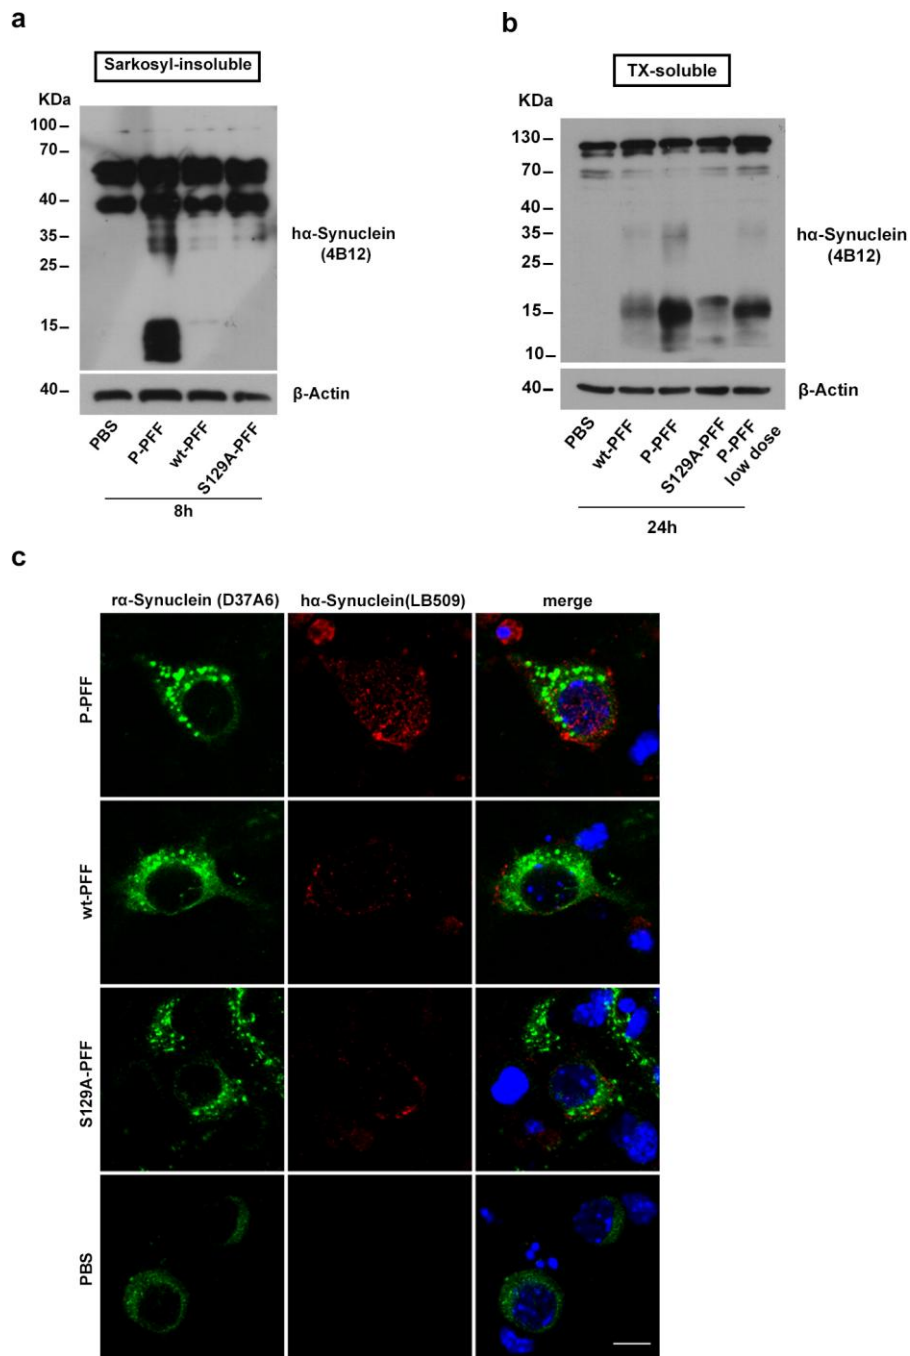 a
Sarkosyl-insoluble
KDa
100
70
40
35
25
15
40
hα-Synuclein
(4B12)
β-Actin
PBS
P-PFF
wt-PFF
S129A-PFF
8h
b
TX-soluble
KDa
130
70
40
35
25
15
10
40
hα-Synuclein
(4B12)
β-Actin
PBS
wt-PFF
P-PFF
S129A-PFF
P-PFF
low dose
24h
c
rα-Synuclein (D37A6)
hα-Synuclein(LB509)
merge
P-PFF
wt-PFF
S129A-PFF
PBS